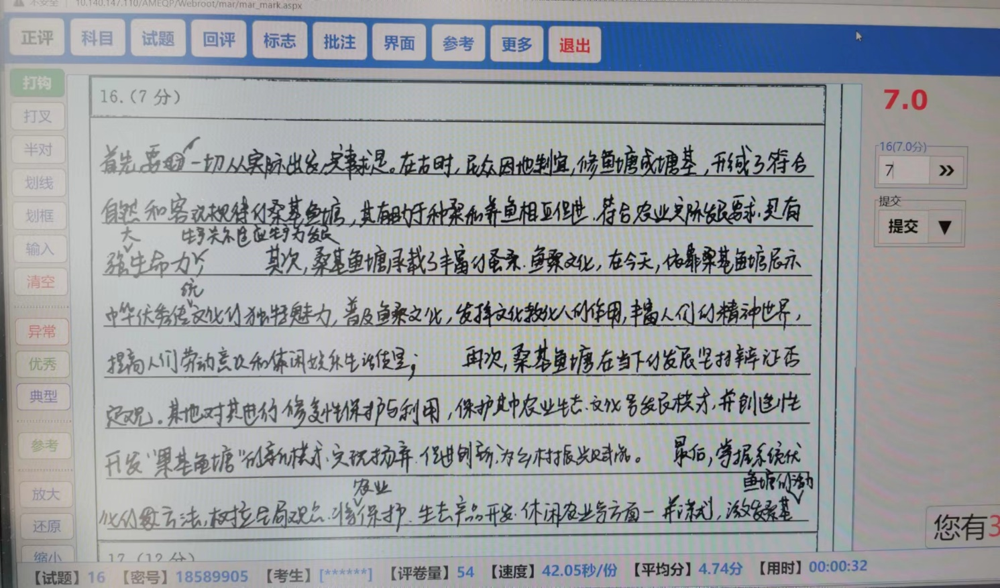 不安全 10.140.147.110/AMEQP/Webroot/mar/mar_mark.aspx
正评 科目 试题 回评 标志 批注 界面 参考 更多 退出
打钩
打叉
半对
划线
划框
输入
清空
异常
优秀
典型
参考
放大
还原
缩小
16.（7 分）
首先要一切从实际出发,实事求是。在古时,民众因地制宜,修鱼塘成塘基,形成了符合
自然和客观规律的桑基鱼塘,其有助于种桑和养鱼相互促进,符合农业实际发展要求,具有
大 生产关系适应生产力发展
强生命力, 其次,桑基鱼塘承载了丰富的蚕桑、鱼桑文化,在今天,依靠桑基鱼塘展示
统
中华优秀传文化的独特魅力,普及鱼桑文化,发挥文化教化人的作用,丰富人们的精神世界,
提高人们劳动意识和休闲娱乐生活质量; 再次,桑基鱼塘在当下的发展坚持辩证否
定观。某地对其进行修复性保护与利用,保护其中农业生态、文化等发展模式,并创造性
开发“果基鱼塘”的新模式,实现扬弃、促进创新,为乡村振兴赋能。 最后,掌握系统优
农业 鱼塘的活力
化的方法,树立全局观点,将保护、生态产品开发、休闲农业等方面一并谋划,激发桑基
17.（12 分）
7.0
16(7.0分)
7 »
提交
提交 ▼
您有3
【试题】16 【密号】18589905 【考生】[******] 【评卷量】54 【速度】42.05秒/份 【平均分】4.74分 【用时】00:00:32